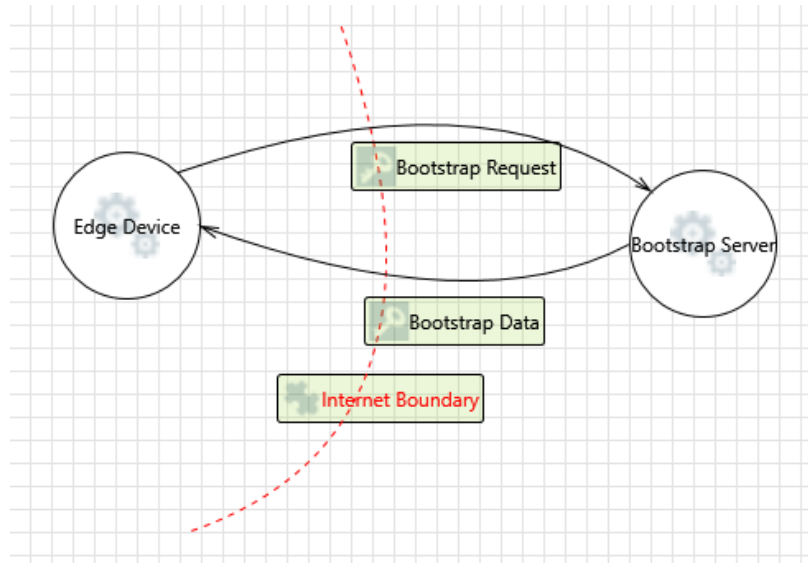 Bootstrap Request
Edge Device
Bootstrap Server
Bootstrap Data
Internet Boundary